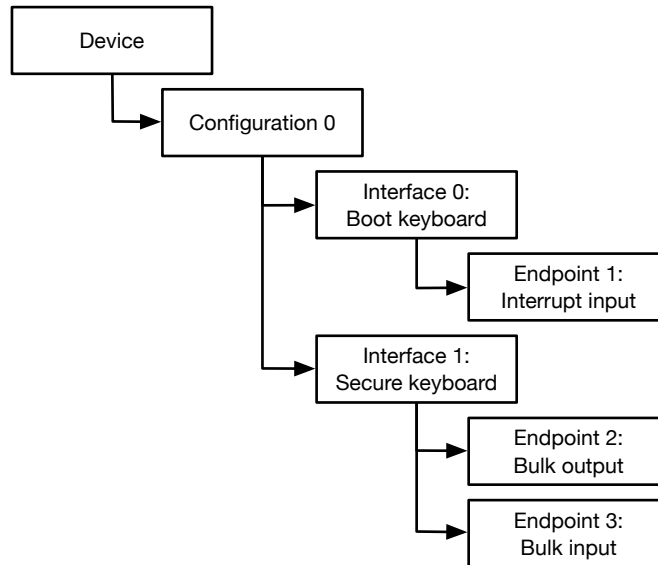 Device
Configuration 0
Interface 0:
Boot keyboard
Endpoint 1:
Interrupt input
Interface 1:
Secure keyboard
Endpoint 2:
Bulk output
Endpoint 3:
Bulk input